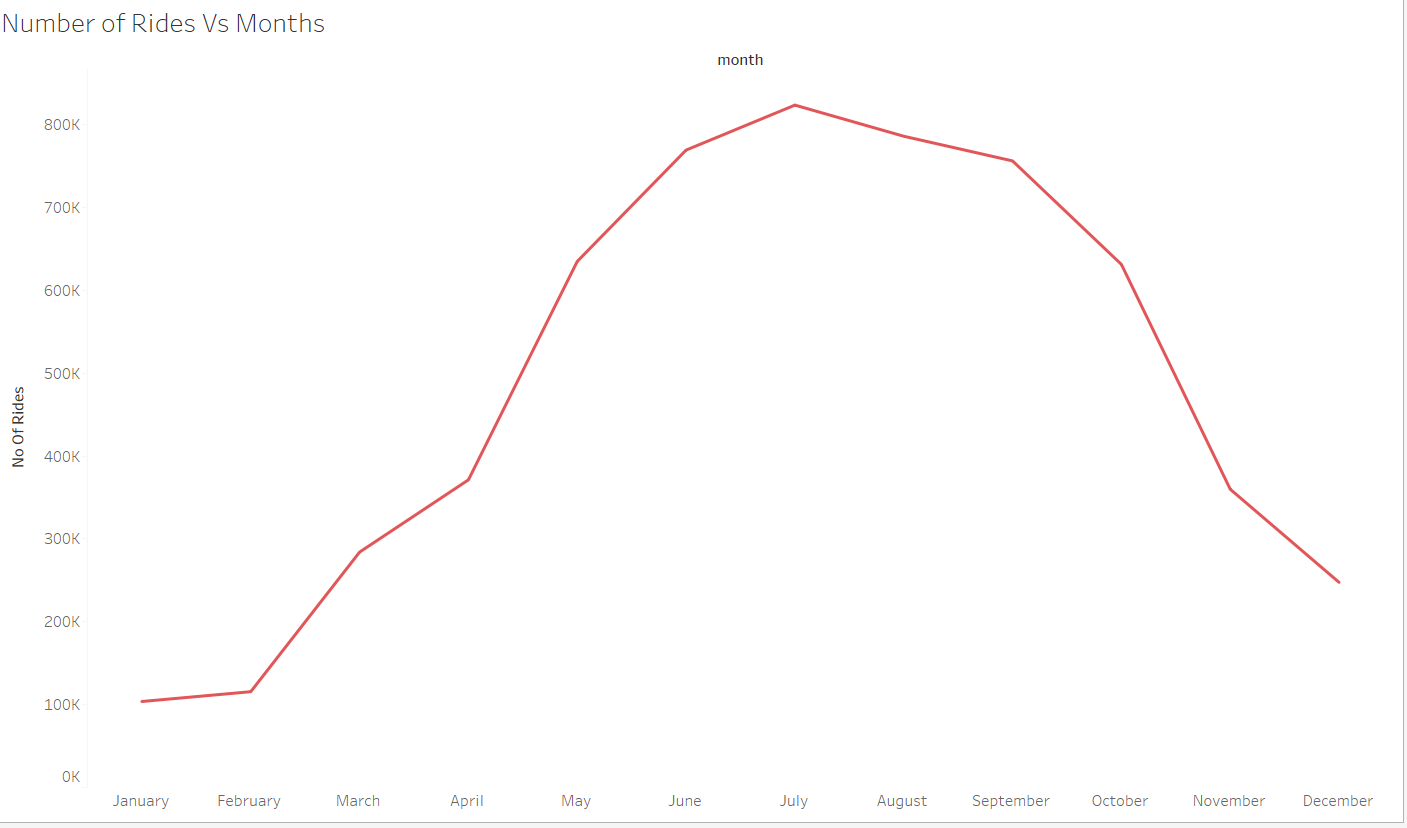 Number of Rides Vs Months
month
800K
700K
600K
500K
400K
300K
200K
100K
0K
No Of Rides
January February March April May June July August September October November December